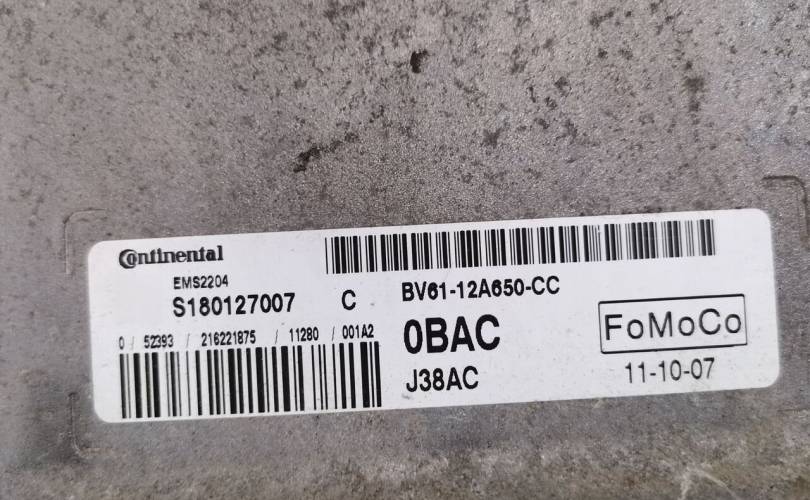 Continental
EMS2204
S180127007 C
0 / 52393 / 216221875 / 11280 / 001A2
BV61-12A650-CC
0BAC
J38AC
FoMoCo
11-10-07